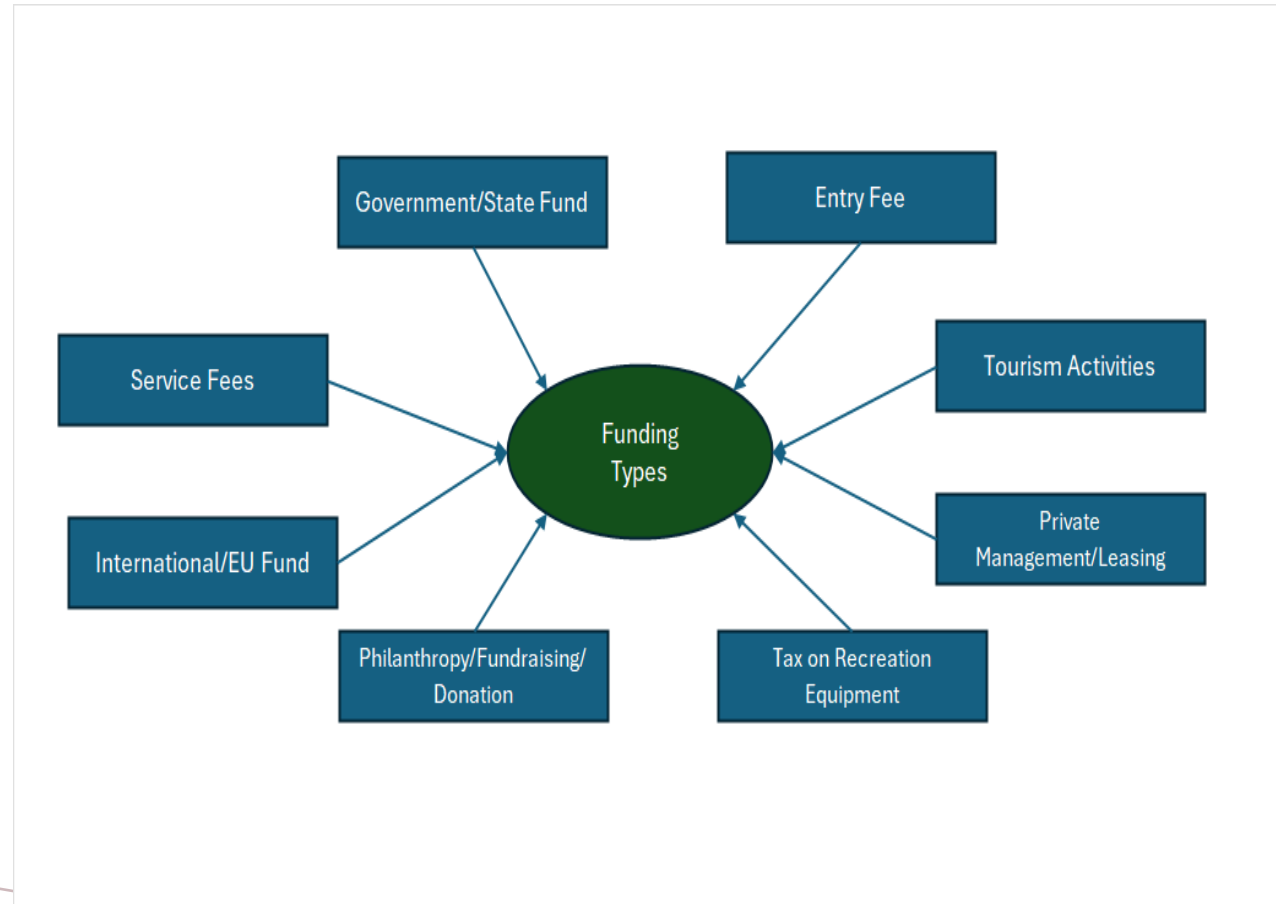 Government/State Fund
Entry Fee
Service Fees
Tourism Activities
Funding
Types
International/EU Fund
Private
Management/Leasing
Philanthropy/Fundraising/
Donation
Tax on Recreation
Equipment